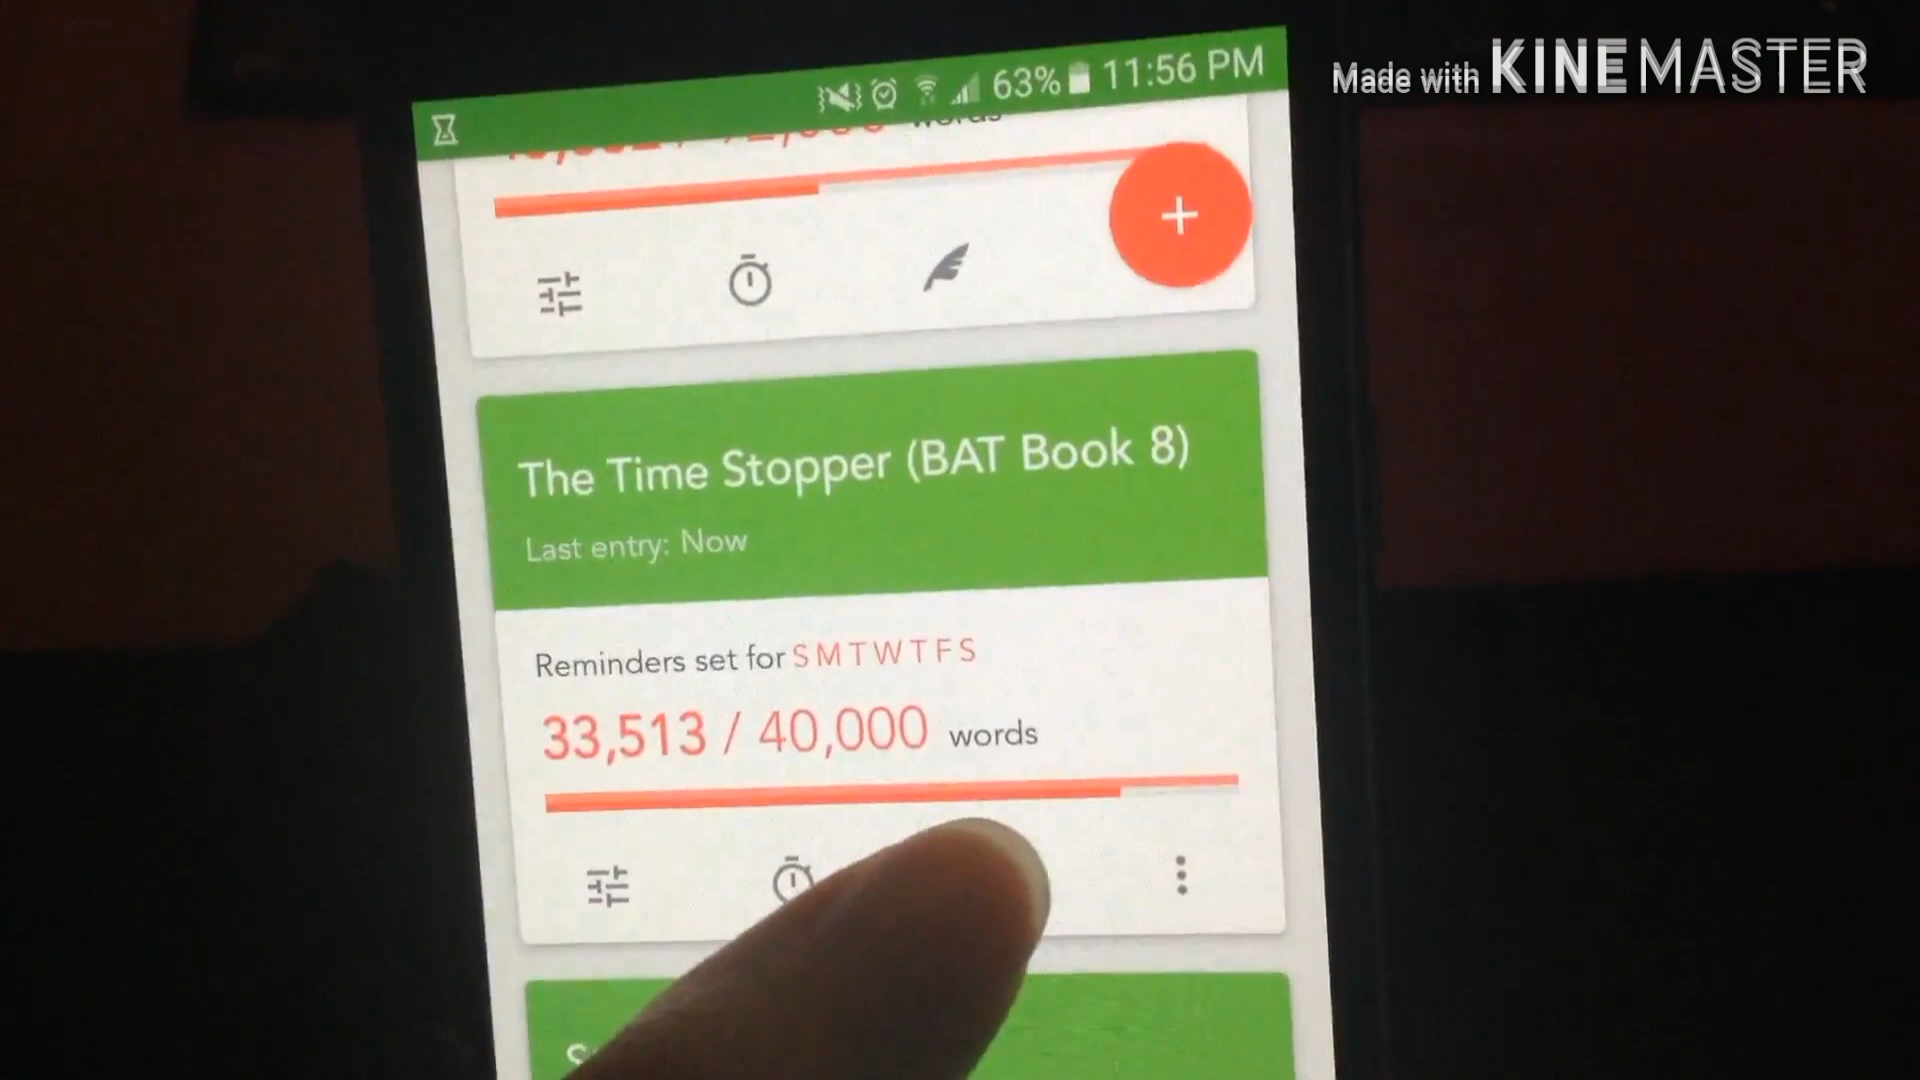 Made with KINEMASTER
63% 11:56 PM
words
The Time Stopper (BAT Book 8)
Last entry: Now
Reminders set for S M T W T F S
33,513 / 40,000 words